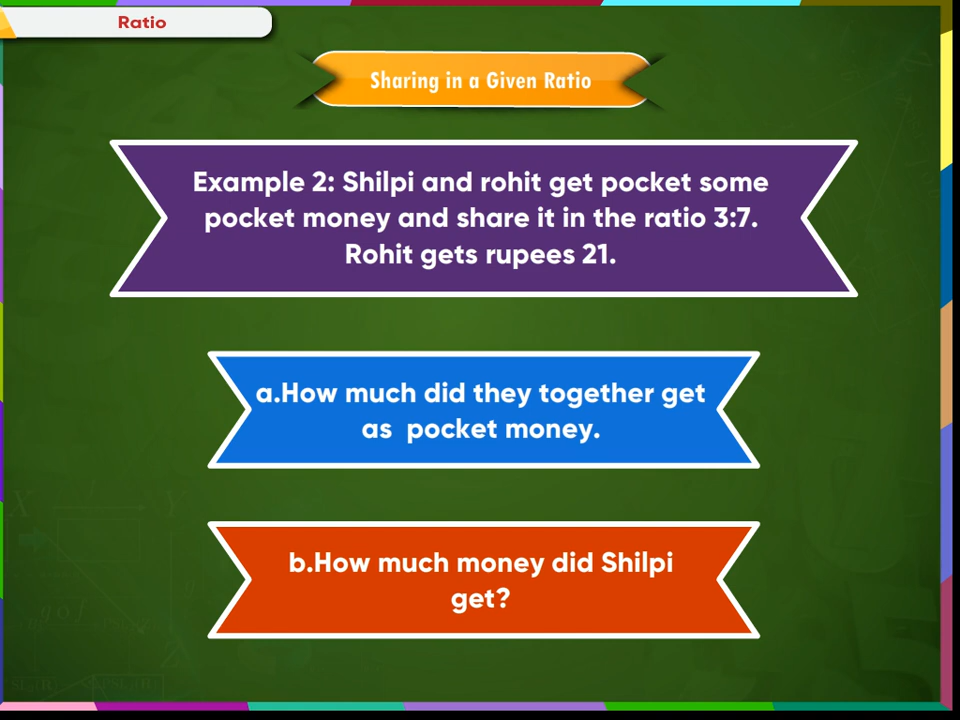 Ratio
Sharing in a Given Ratio
Example 2: Shilpi and rohit get pocket some
pocket money and share it in the ratio 3:7.
Rohit gets rupees 21.
a.How much did they together get
as pocket money.
b.How much money did Shilpi
get?